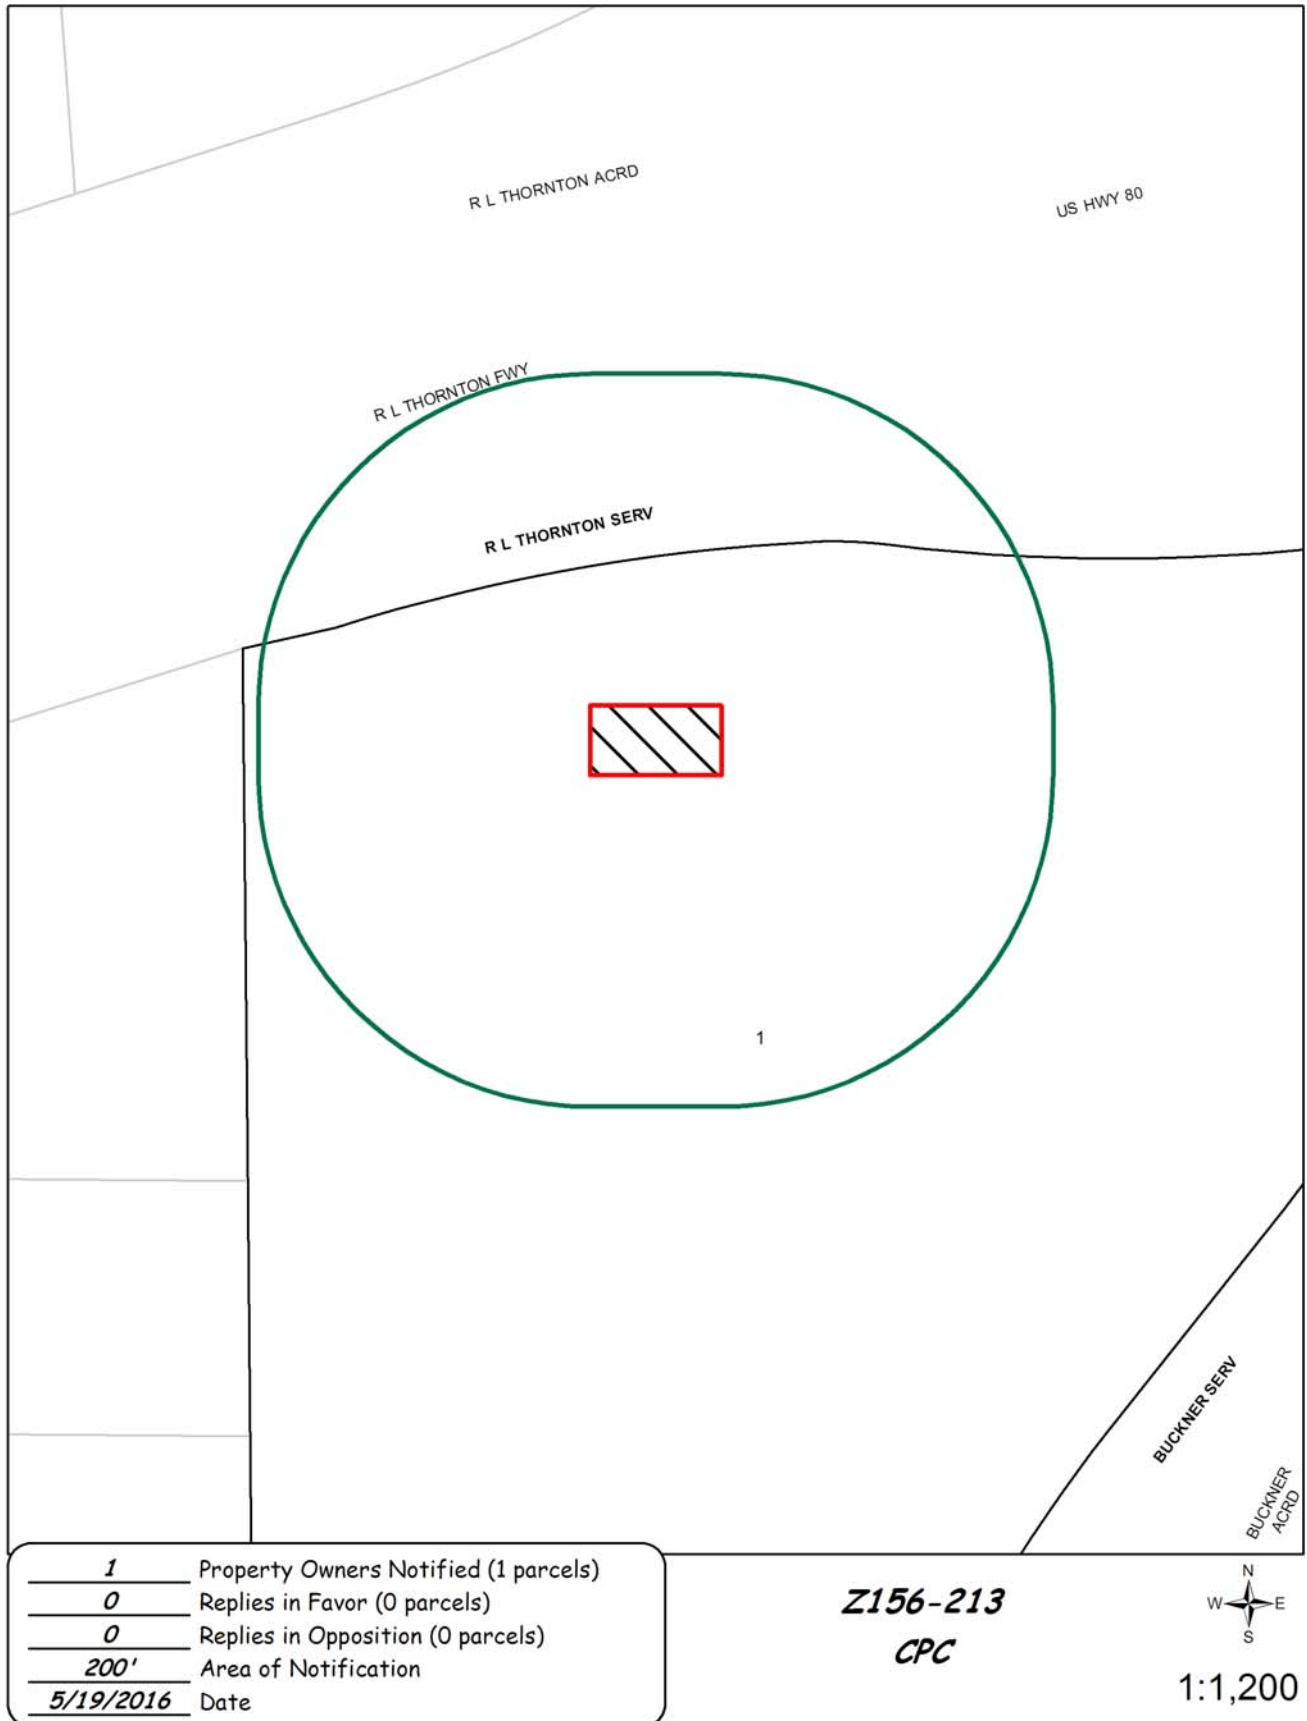 R L THORNTON ACRD
US HWY 80
R L THORNTON FWY
R L THORNTON SERV
1
BUCKNER SERV
BUCKNER
ACRD
1 Property Owners Notified (1 parcels)
0 Replies in Favor (0 parcels)
0 Replies in Opposition (0 parcels)
200' Area of Notification
5/19/2016 Date
Z156-213
CPC
N
W E
S
1:1,200